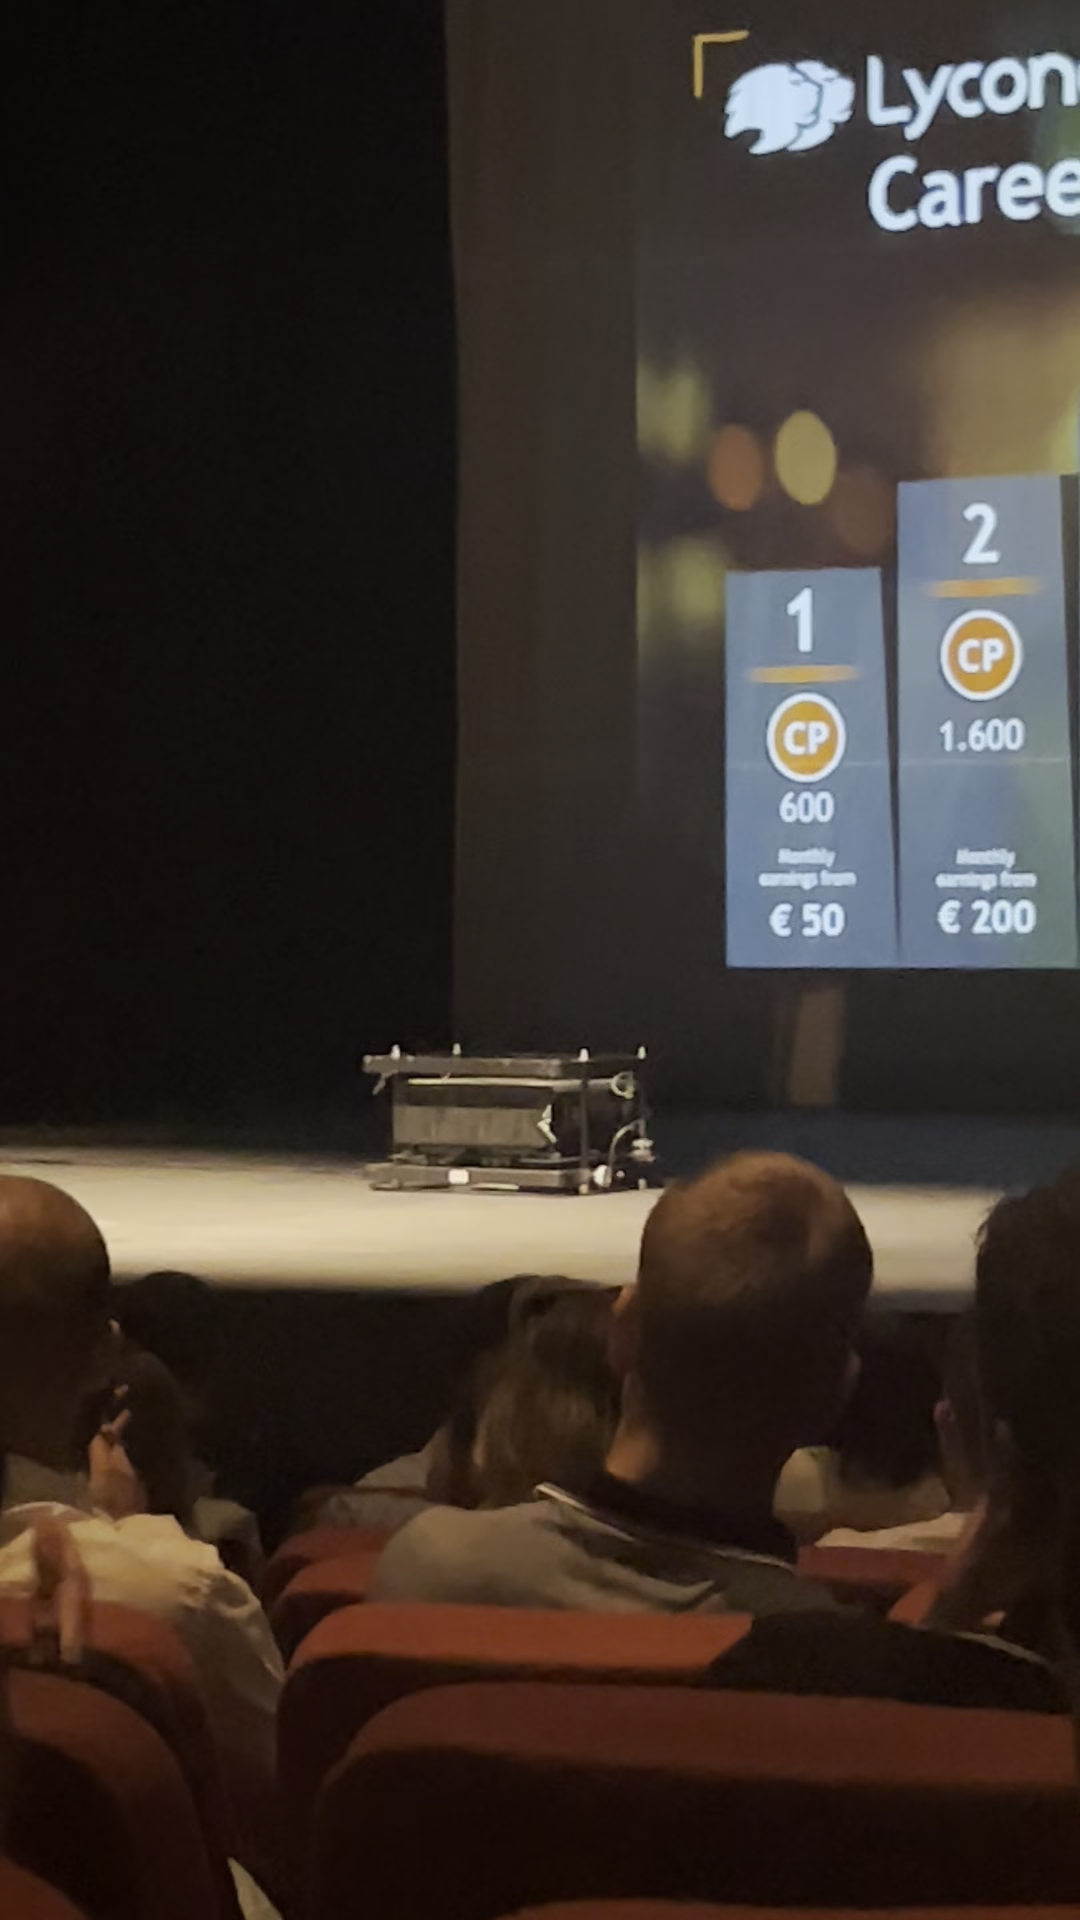 Lycon
Caree
1
CP
600
Monthly
earnings from
€ 50
2
CP
1.600
Monthly
earnings from
€ 200